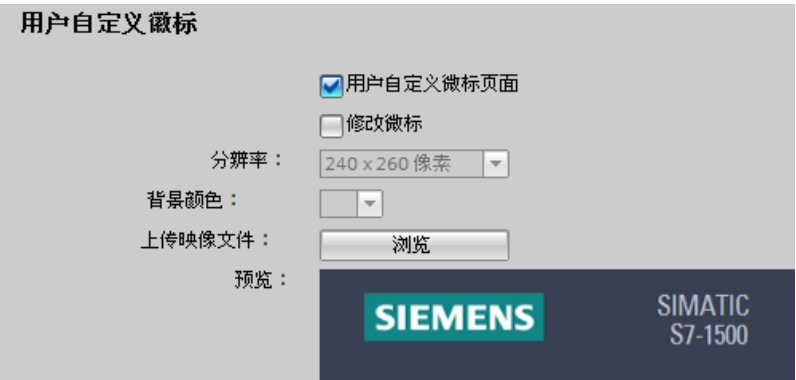 用户自定义徽标
用户自定义微标页面
修改微标
分辨率：
240 x 260 像素
背景颜色：
上传映像文件：
浏览
预览：
SIEMENS
SIMATIC
S7-1500